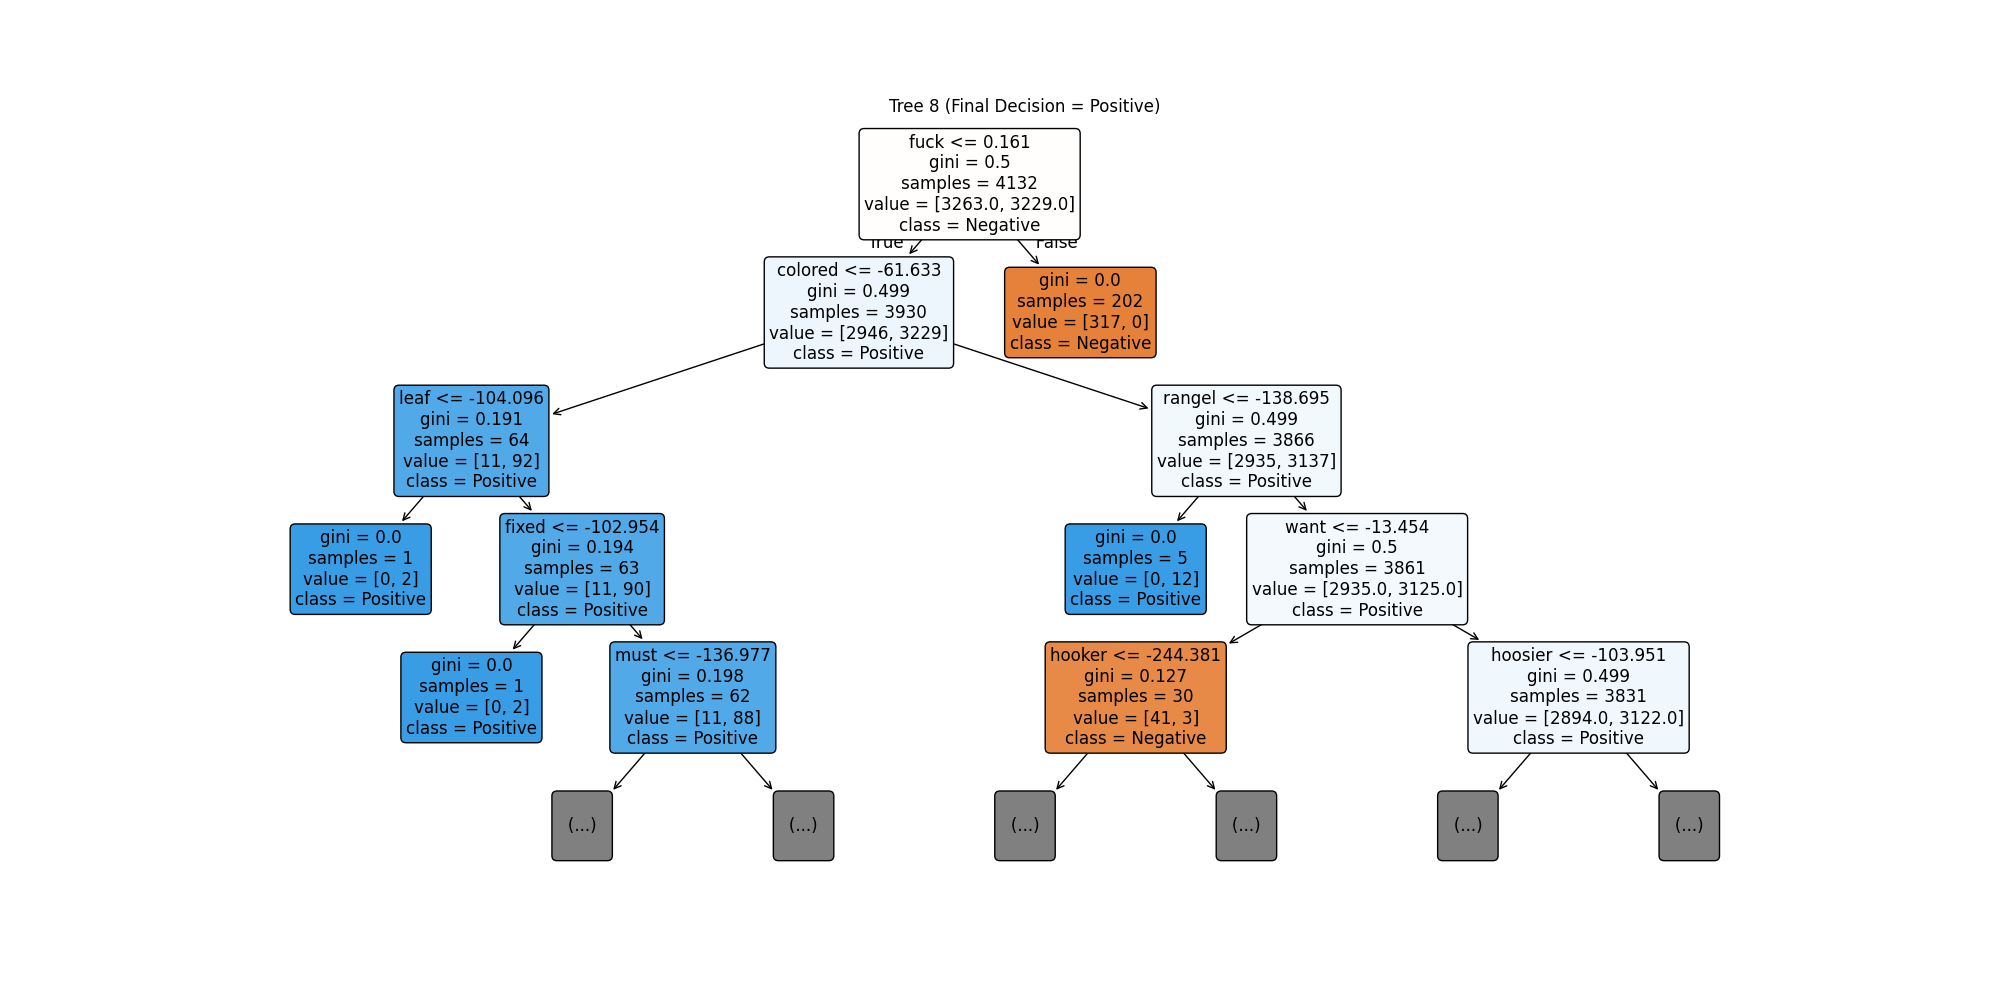 Tree 8 (Final Decision = Positive)
fuck <= 0.161
gini = 0.5
samples = 4132
value = [3263.0, 3229.0]
class = Negative
True
False
colored <= -61.633
gini = 0.499
samples = 3930
value = [2946, 3229]
class = Positive
gini = 0.0
samples = 202
value = [317, 0]
class = Negative
leaf <= -104.096
gini = 0.191
samples = 64
value = [11, 92]
class = Positive
rangel <= -138.695
gini = 0.499
samples = 3866
value = [2935, 3137]
class = Positive
gini = 0.0
samples = 1
value = [0, 2]
class = Positive
fixed <= -102.954
gini = 0.194
samples = 63
value = [11, 90]
class = Positive
gini = 0.0
samples = 5
value = [0, 12]
class = Positive
want <= -13.454
gini = 0.5
samples = 3861
value = [2935.0, 3125.0]
class = Positive
gini = 0.0
samples = 1
value = [0, 2]
class = Positive
must <= -136.977
gini = 0.198
samples = 62
value = [11, 88]
class = Positive
hooker <= -244.381
gini = 0.127
samples = 30
value = [41, 3]
class = Negative
hoosier <= -103.951
gini = 0.499
samples = 3831
value = [2894.0, 3122.0]
class = Positive
(...)
(...)
(...)
(...)
(...)
(...)